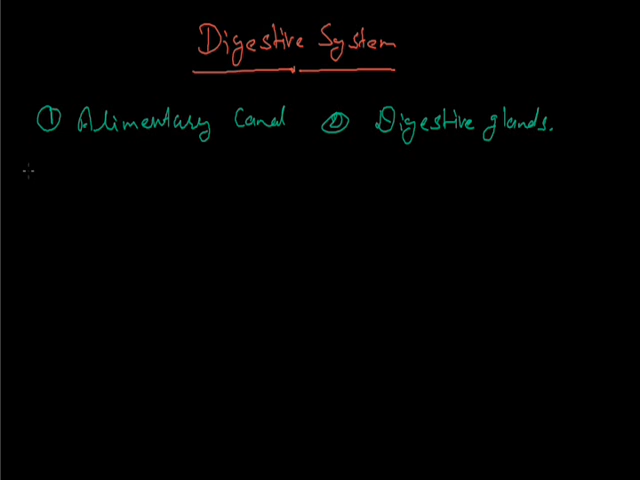 Digestive System
① Alimentary Canal ② Digestive glands.